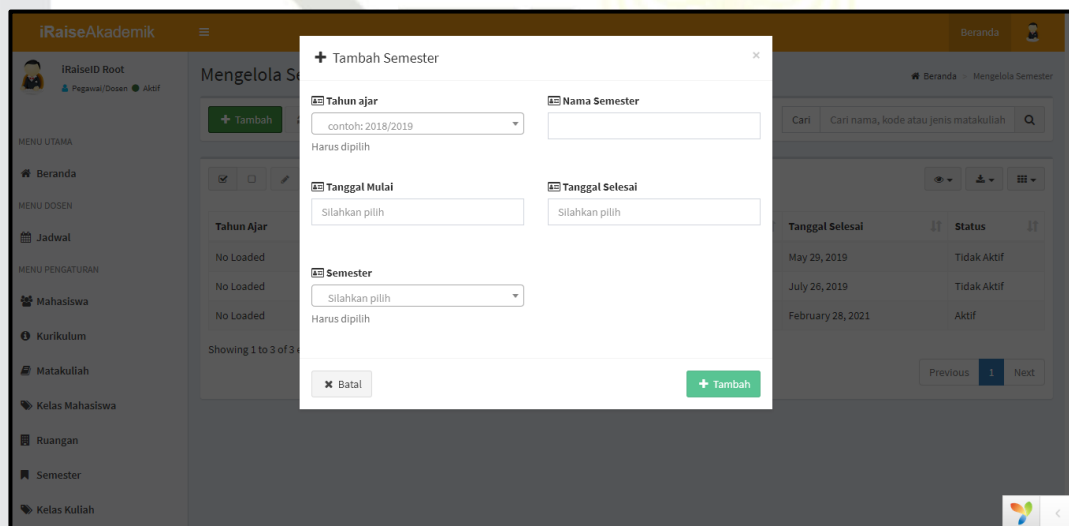 iRaiseAkademik
Beranda
iRaiseID Root
Pegawai/Dosen Aktif
Mengelola Se
Beranda > Mengelola Semester
+ Tambah
Cari
Cari nama, kode atau jenis matakuliah
MENU UTAMA
Beranda
MENU DOSEN
Jadwal
MENU PENGATURAN
Mahasiswa
Kurikulum
Matakuliah
Kelas Mahasiswa
Ruangan
Semester
Kelas Kuliah
+ Tambah Semester
×
Tahun ajar
contoh: 2018/2019
Harus dipilih
Nama Semester
Tanggal Mulai
Silahkan pilih
Tanggal Selesai
Silahkan pilih
Semester
Silahkan pilih
Harus dipilih
Batal
+ Tambah
Tahun Ajar
Tanggal Selesai
Status
No Loaded
May 29, 2019
Tidak Aktif
No Loaded
July 26, 2019
Tidak Aktif
No Loaded
February 28, 2021
Aktif
Showing 1 to 3 of 3
Previous 1 Next